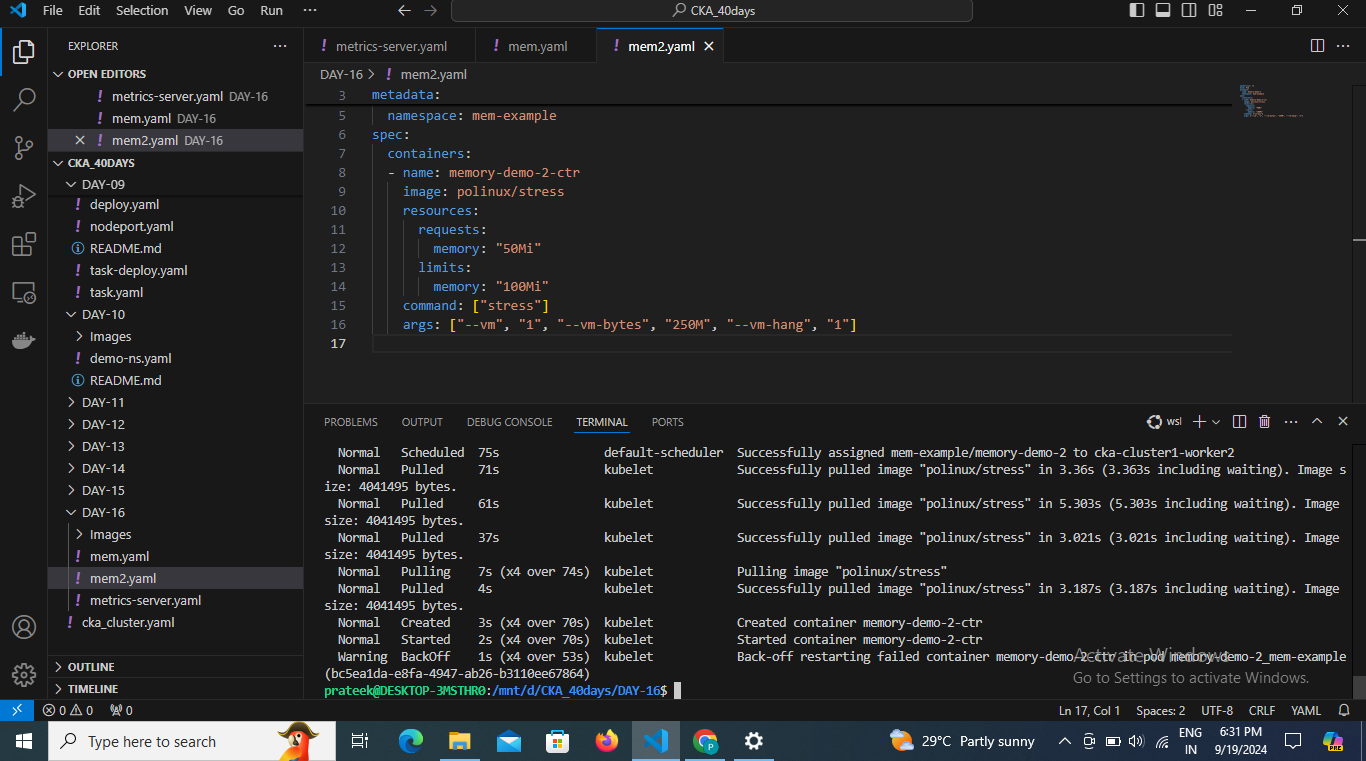 File Edit Selection View Go Run ··· CKA_40days
EXPLORER ···
OPEN EDITORS
! metrics-server.yaml DAY-16
! mem.yaml DAY-16
! mem2.yaml DAY-16
CKA_40DAYS
DAY-09
! deploy.yaml
! nodeport.yaml
README.md
! task-deploy.yaml
! task.yaml
DAY-10
Images
! demo-ns.yaml
README.md
DAY-11
DAY-12
DAY-13
DAY-14
DAY-15
DAY-16
Images
! mem.yaml
! mem2.yaml
! metrics-server.yaml
! cka_cluster.yaml
OUTLINE
TIMELINE
! metrics-server.yaml ! mem.yaml ! mem2.yaml
DAY-16 > ! mem2.yaml
3 metadata:
5 namespace: mem-example
6 spec:
7 containers:
8 - name: memory-demo-2-ctr
9 image: polinux/stress
10 resources:
11 requests:
12 memory: "50Mi"
13 limits:
14 memory: "100Mi"
15 command: ["stress"]
16 args: ["--vm", "1", "--vm-bytes", "250M", "--vm-hang", "1"]
17
PROBLEMS OUTPUT DEBUG CONSOLE TERMINAL PORTS wsl
Normal Scheduled 75s default-scheduler Successfully assigned mem-example/memory-demo-2 to cka-cluster1-worker2
Normal Pulled 71s kubelet Successfully pulled image "polinux/stress" in 3.36s (3.363s including waiting). Image s
ize: 4041495 bytes.
Normal Pulled 61s kubelet Successfully pulled image "polinux/stress" in 5.303s (5.303s including waiting). Image
size: 4041495 bytes.
Normal Pulled 37s kubelet Successfully pulled image "polinux/stress" in 3.021s (3.021s including waiting). Image
size: 4041495 bytes.
Normal Pulling 7s (x4 over 74s) kubelet Pulling image "polinux/stress"
Normal Pulled 4s kubelet Successfully pulled image "polinux/stress" in 3.187s (3.187s including waiting). Image
size: 4041495 bytes.
Normal Created 3s (x4 over 70s) kubelet Created container memory-demo-2-ctr
Normal Started 2s (x4 over 70s) kubelet Started container memory-demo-2-ctr
Warning BackOff 1s (x4 over 53s) kubelet Back-off restarting failed container memory-demo-2-ctr in pod memory-demo-2_mem-example
(bc5ea1da-e8fa-4947-ab26-b3110ee67864)
prateek@DESKTOP-3MSTHR0:/mnt/d/CKA_40days/DAY-16$
Activate Windows
Go to Settings to activate Windows.
0 0 0 Ln 17, Col 1 Spaces: 2 UTF-8 CRLF YAML
Type here to search 29°C Partly sunny ENG IN 6:31 PM 9/19/2024 PRE